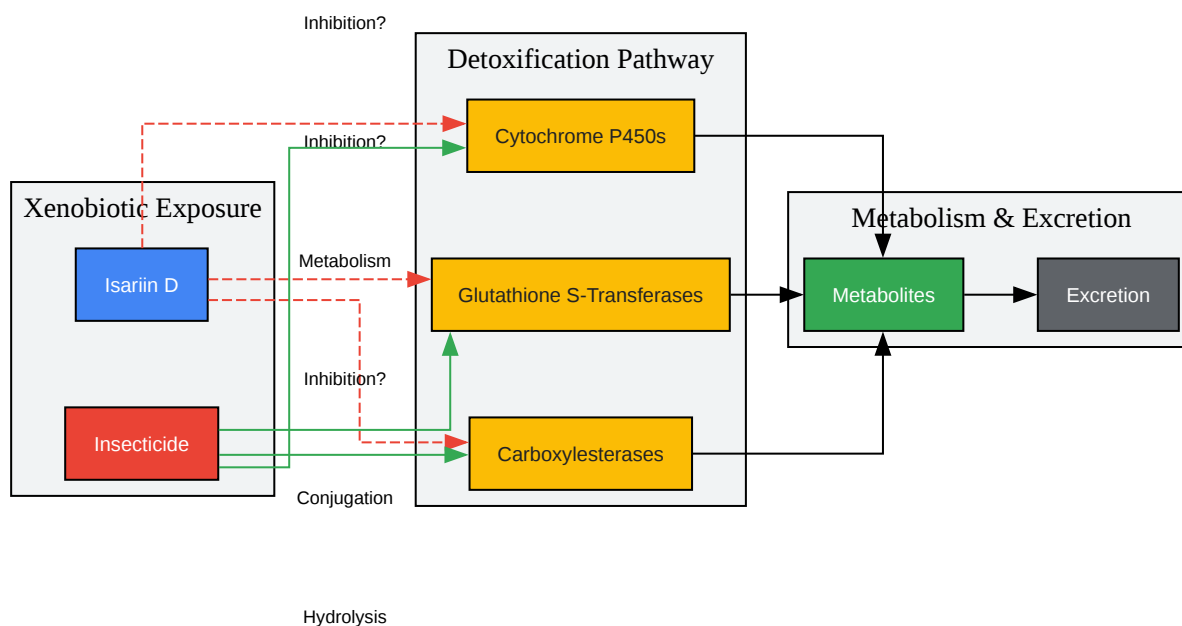 Inhibition?
Detoxification Pathway
Cytochrome P450s
Inhibition?
Xenobiotic Exposure
Metabolism & Excretion
Metabolism
Isariin D
Glutathione S-Transferases
Metabolites
Excretion
Inhibition?
Insecticide
Carboxylesterases
Conjugation
Hydrolysis